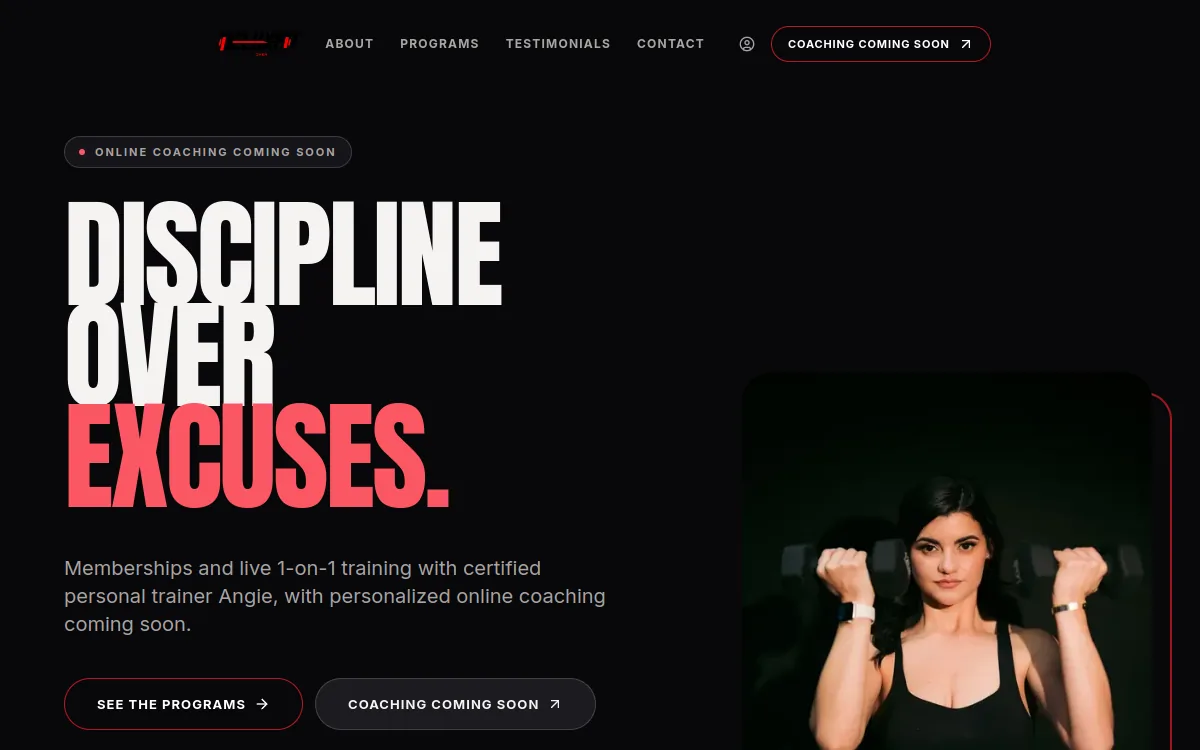 ABOUT PROGRAMS TESTIMONIALS CONTACT COACHING COMING SOON
ONLINE COACHING COMING SOON
DISCIPLINE
OVER
EXCUSES.
Memberships and live 1-on-1 training with certified
personal trainer Angie, with personalized online coaching
coming soon.
SEE THE PROGRAMS COACHING COMING SOON